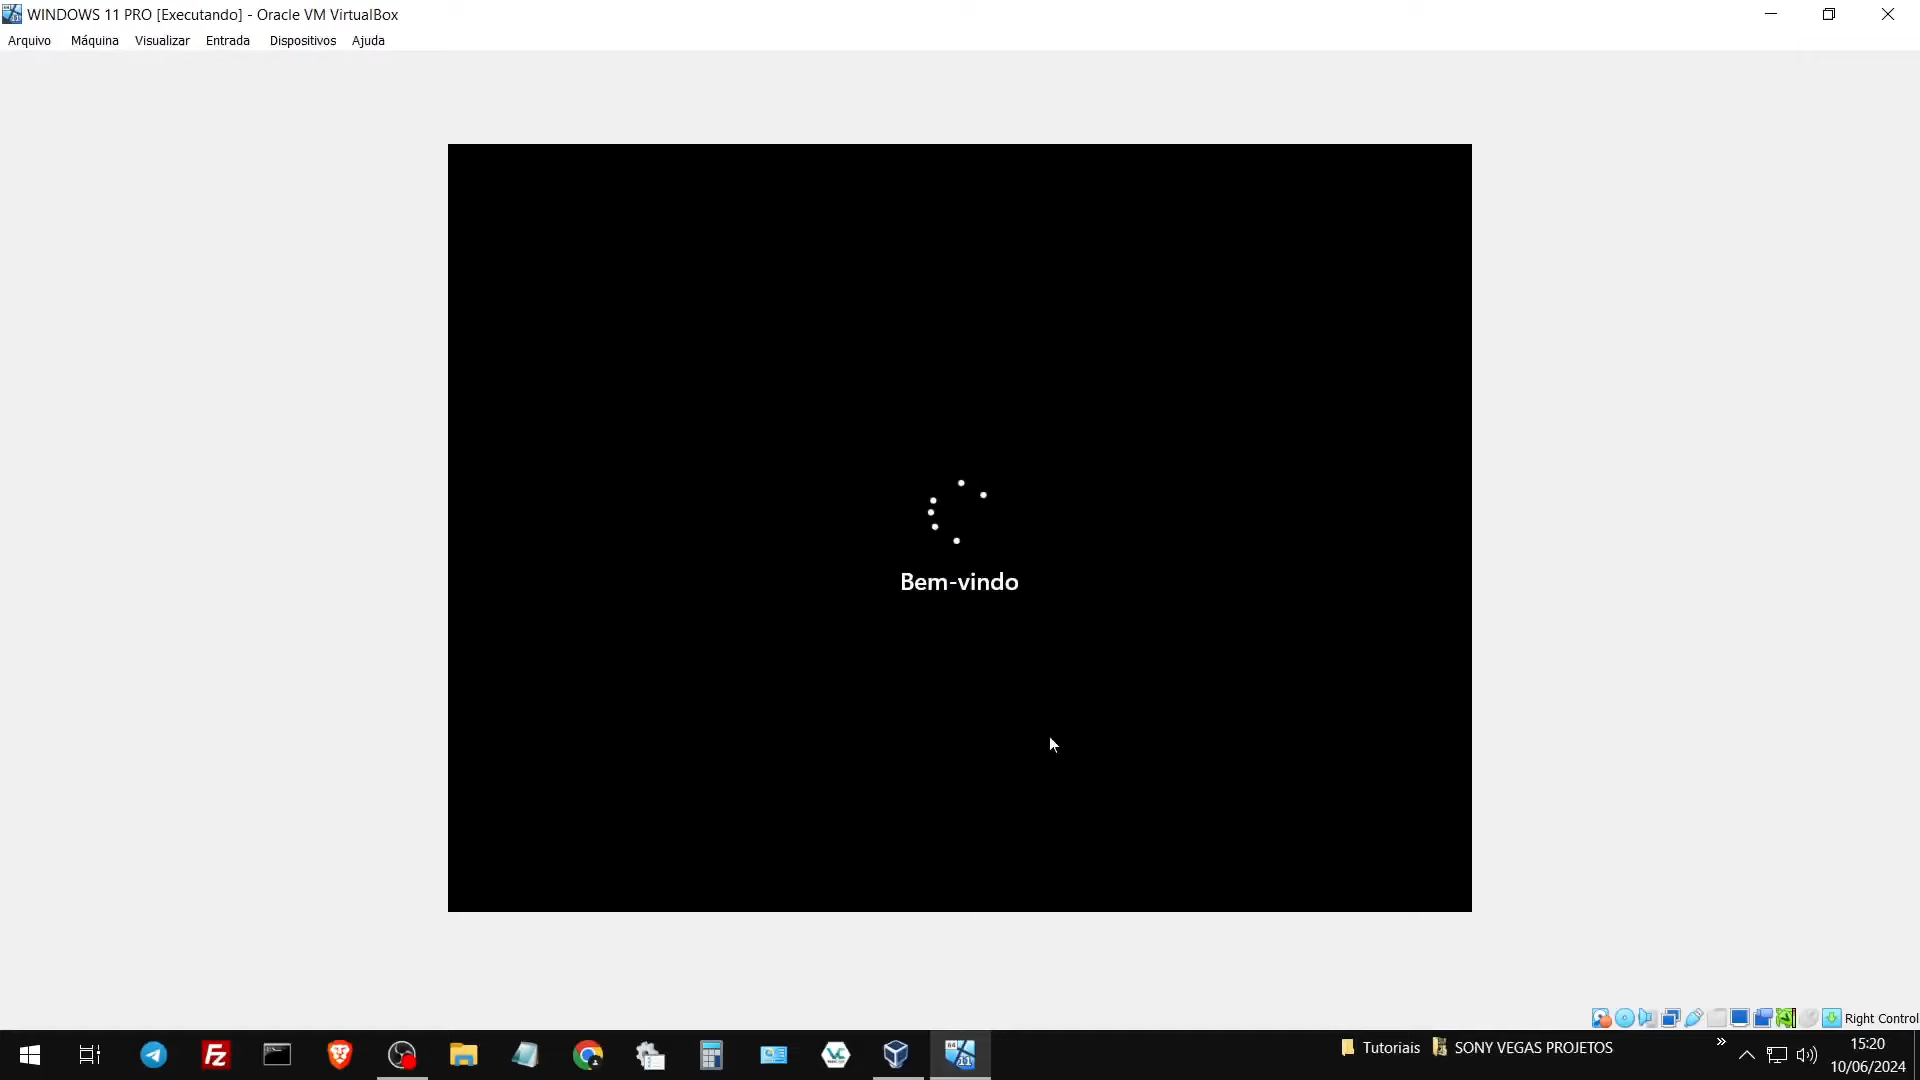 WINDOWS 11 PRO [Executando] - Oracle VM VirtualBox
Arquivo Máquina Visualizar Entrada Dispositivos Ajuda
Bem-vindo
Right Control
Tutoriais SONY VEGAS PROJETOS
15:20
10/06/2024